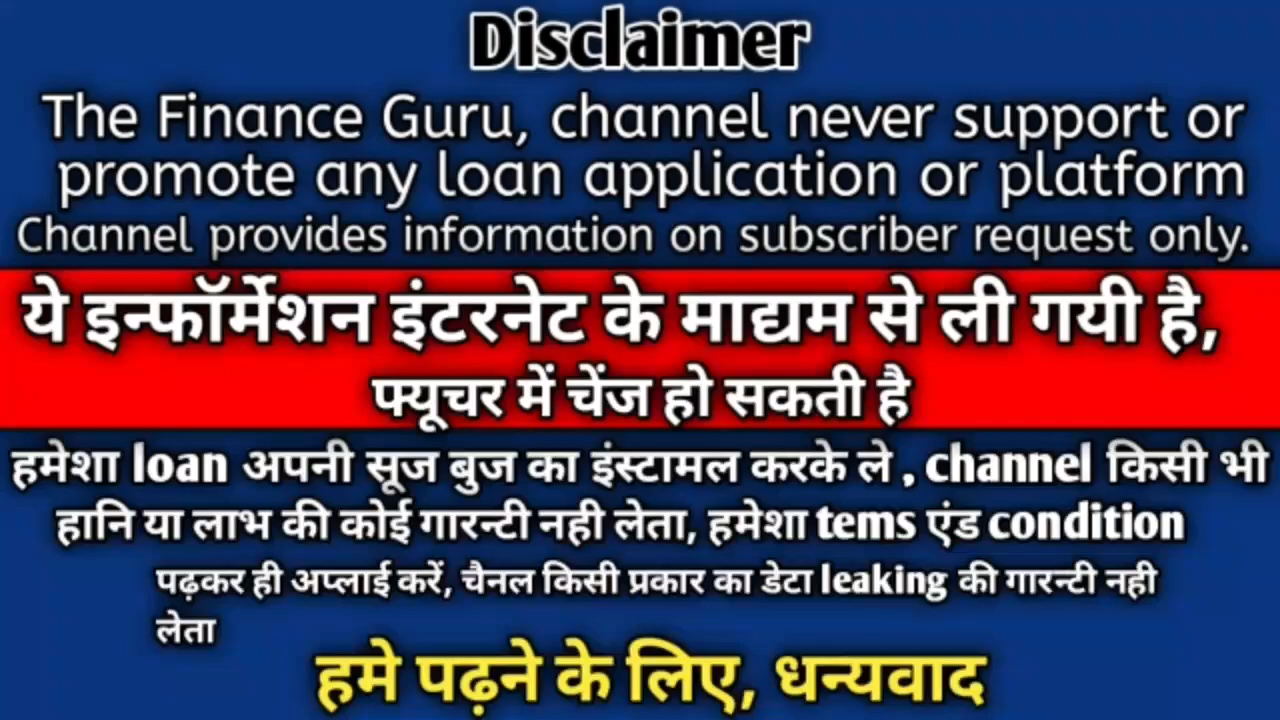 Disclaimer
The Finance Guru, channel never support or
promote any loan application or platform
Channel provides information on subscriber request only.
ये इन्फॉर्मेशन इंटरनेट के माद्यम से ली गयी है,
फ्यूचर में चेंज हो सकती है
हमेशा loan अपनी सूज बुज का इंस्टामल करके ले , channel किसी भी
हानि या लाभ की कोई गारन्टी नही लेता, हमेशा tems एंड condition
पढ़कर ही अप्लाई करें, चैनल किसी प्रकार का डेटा leaking की गारन्टी नही
लेता
हमे पढ़ने के लिए, धन्यवाद